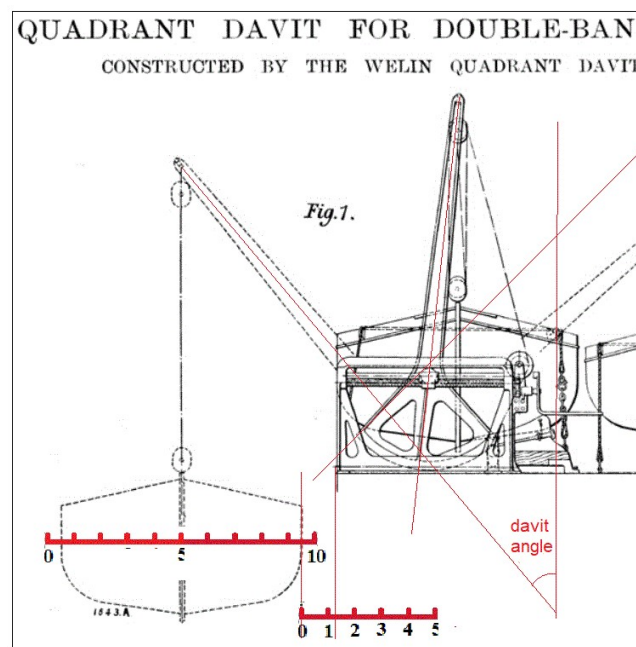 QUADRANT DAVIT FOR DOUBLE-BAN
CONSTRUCTED BY THE WELIN QUADRANT DAVIT
Fig. 1.
davit
angle
0 5 10
1543.A
0 1 2 3 4 5